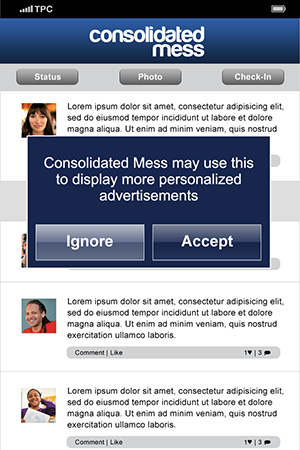 TPC
consolidated
mess
Status Photo Check-In
Lorem ipsum dolor sit amet, consectetur adipiscing elit,
sed do eiusmod tempor incididunt ut labore et dolore
magna aliqua. Ut enim ad minim veniam, quis nostrud
Consolidated Mess may use this
to display more personalized
advertisements
Ignore Accept
Lorem ipsum dolor sit amet, consectetur adipiscing elit,
sed do eiusmod tempor incididunt ut labore et dolore
magna aliqua. Ut enim ad minim veniam, quis nostrud
exercitation ullamco laboris.
Comment | Like 1♥ | 3
Lorem ipsum dolor sit amet, consectetur adipiscing elit,
sed do eiusmod tempor incididunt ut labore et dolore
magna aliqua. Ut enim ad minim veniam, quis nostrud
exercitation ullamco laboris.
Comment | Like 1♥ | 3